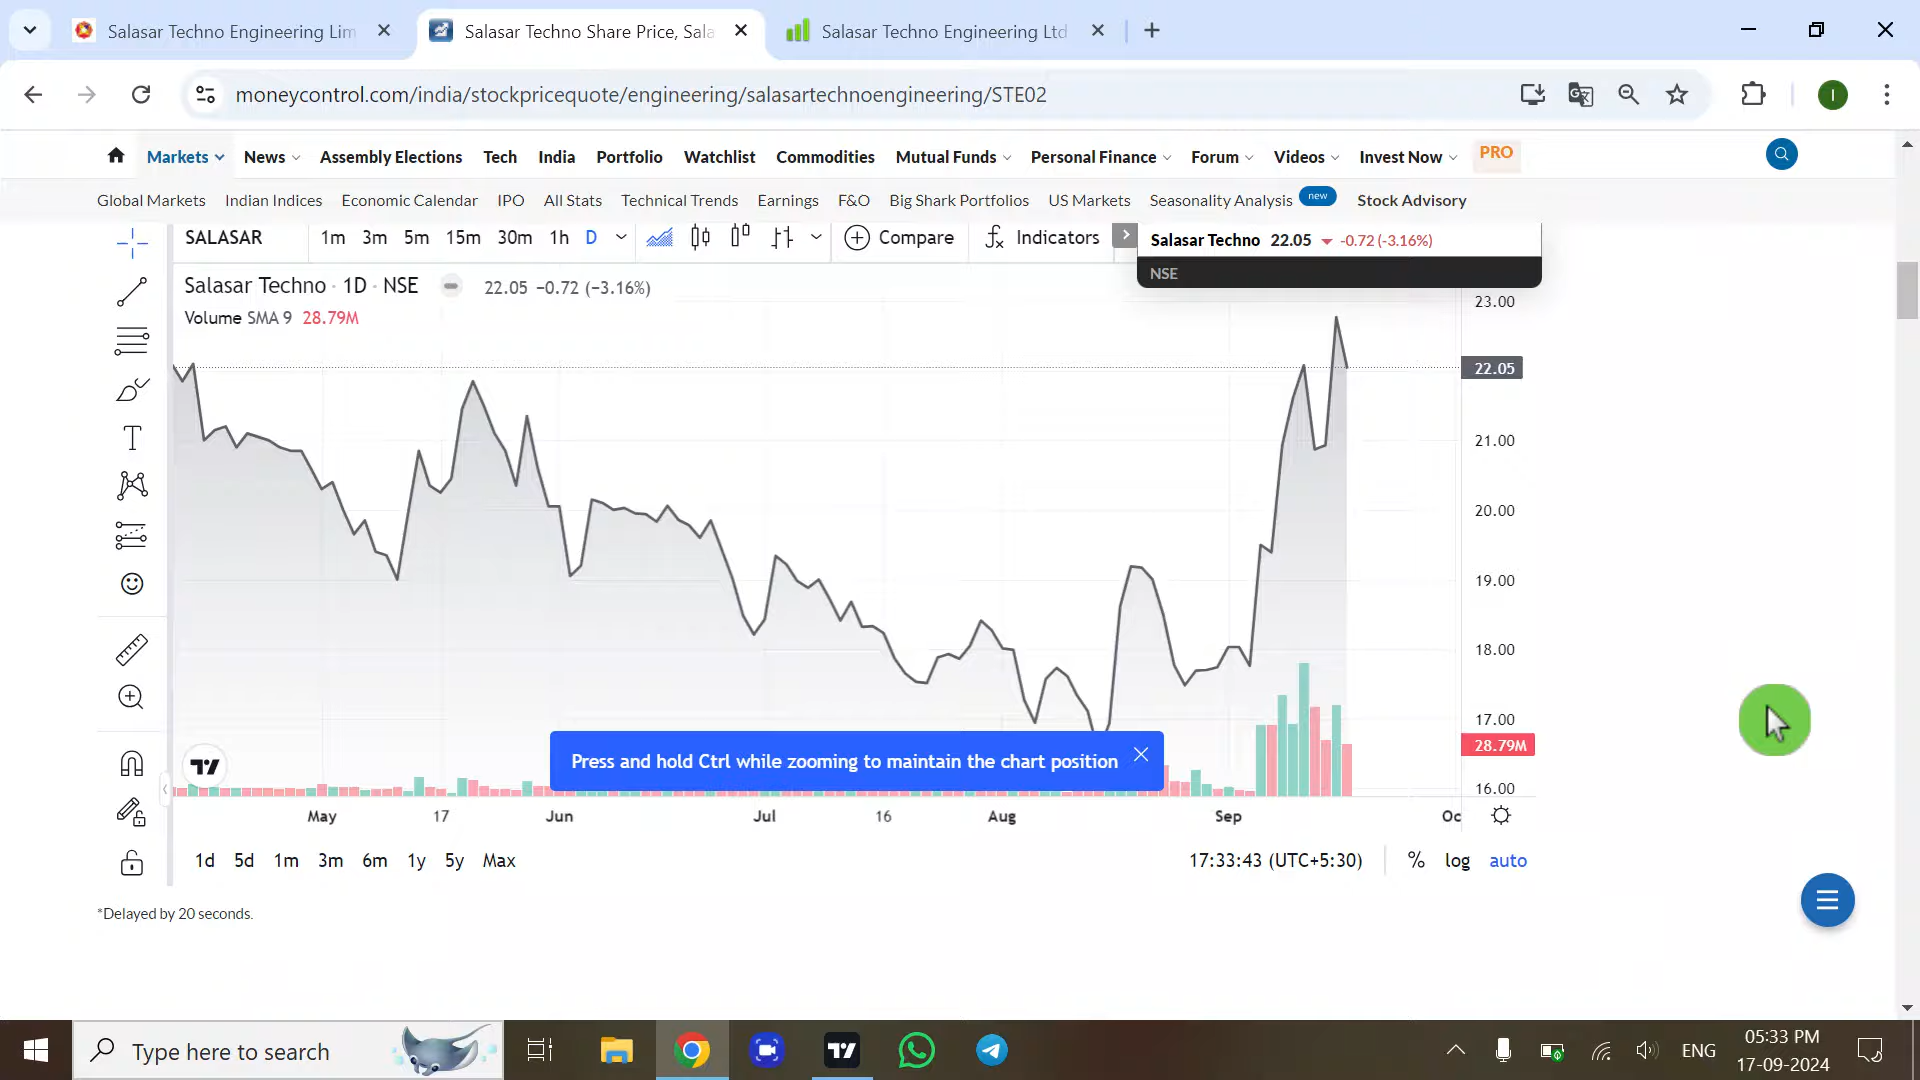 Salasar Techno Engineering Lim
Salasar Techno Share Price, Sala
Salasar Techno Engineering Ltd
moneycontrol.com/india/stockpricequote/engineering/salasartechnoengineering/STE02
I
Markets News Assembly Elections Tech India Portfolio Watchlist Commodities Mutual Funds Personal Finance Forum Videos Invest Now PRO
Global Markets Indian Indices Economic Calendar IPO All Stats Technical Trends Earnings F&O Big Shark Portfolios US Markets Seasonality Analysis new Stock Advisory
SALASAR 1m 3m 5m 15m 30m 1h D Compare Indicators
Salasar Techno 22.05 -0.72 (-3.16%)
NSE
Salasar Techno · 1D · NSE 22.05 −0.72 (−3.16%)
Volume SMA 9 28.79M
23.00
22.05
21.00
20.00
19.00
18.00
17.00
28.79M
16.00
Press and hold Ctrl while zooming to maintain the chart position
May 17 Jun Jul 16 Aug Sep Oc
1d 5d 1m 3m 6m 1y 5y Max 17:33:43 (UTC+5:30) % log auto
*Delayed by 20 seconds.
Type here to search
ENG
05:33 PM
17-09-2024